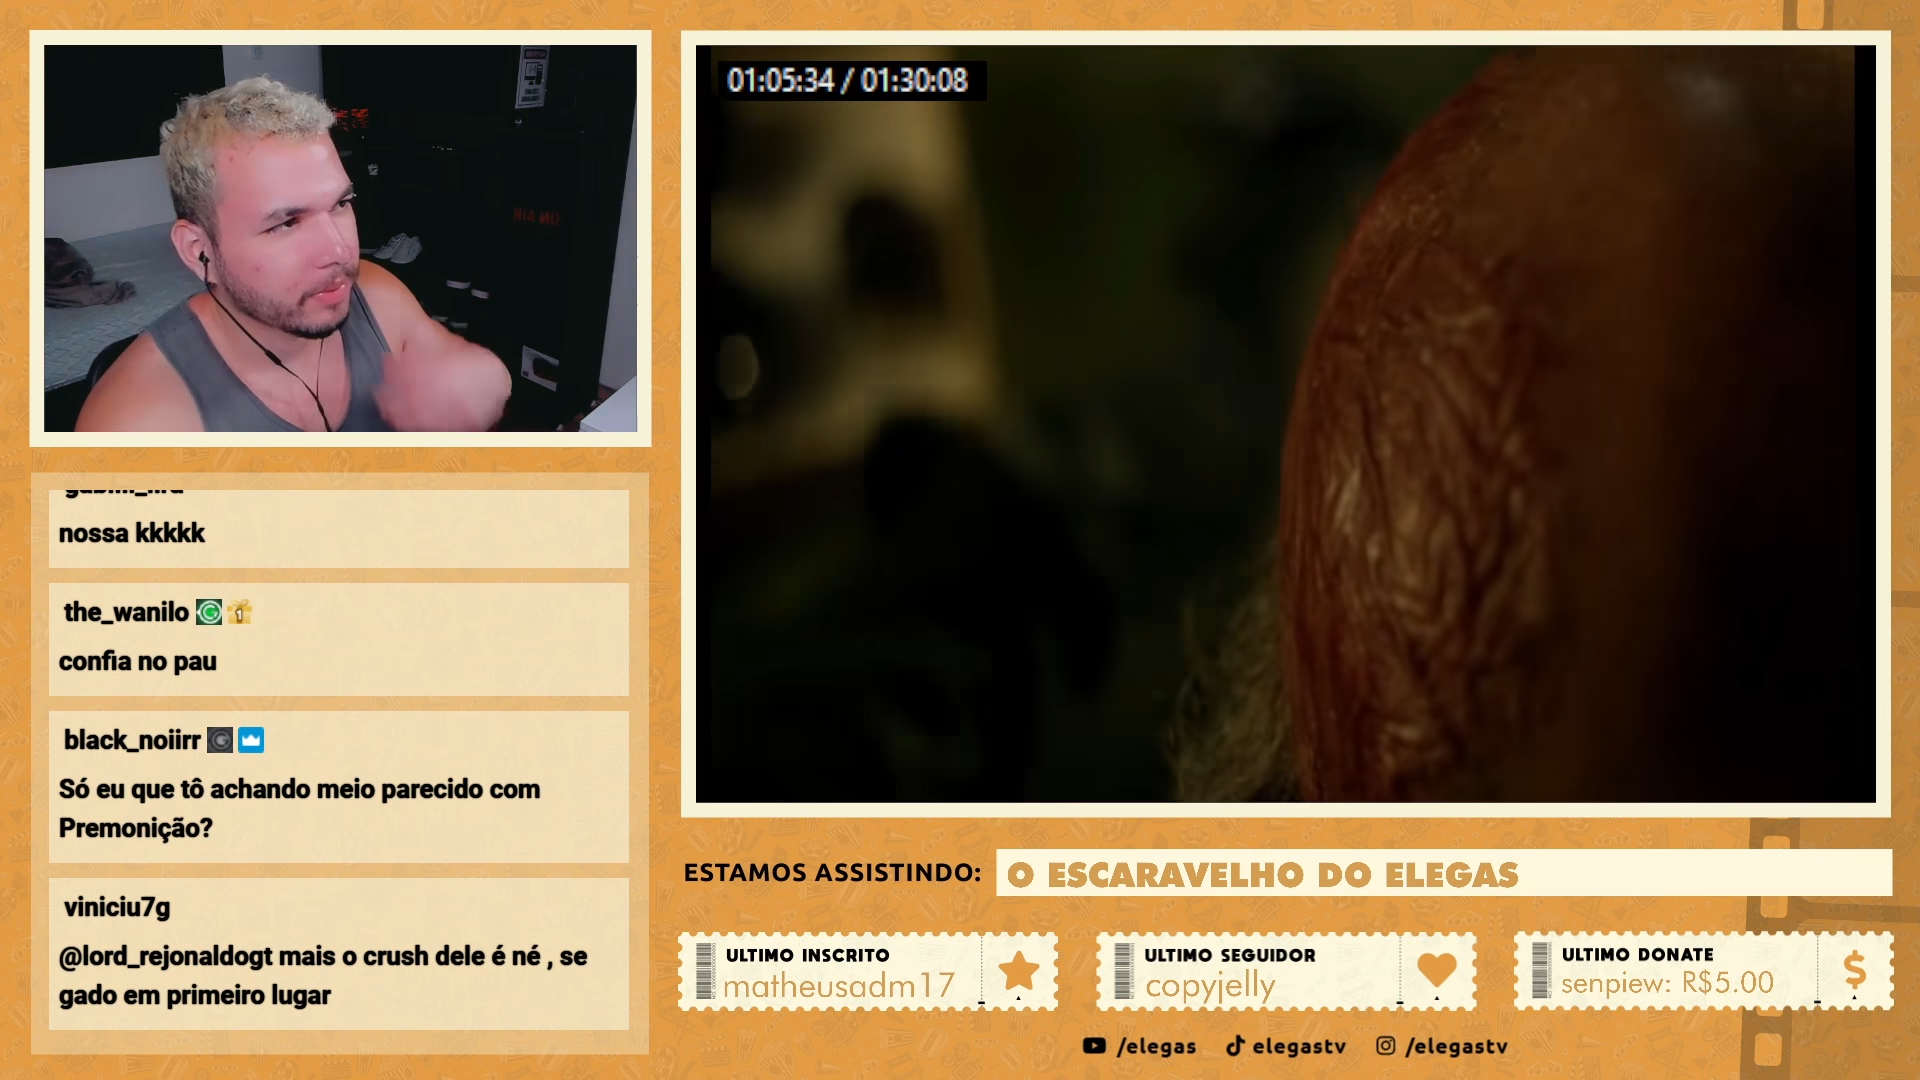 01:05:34 / 01:30:08
ON AIR
nossa kkkkk
the_wanilo
confia no pau
black_noiirr
Só eu que tô achando meio parecido com
Premonição?
viniciu7g
@lord_rejonaldogt mais o crush dele é né , se
gado em primeiro lugar
ESTAMOS ASSISTINDO: O ESCARAVELHO DO ELEGAS
ULTIMO INSCRITO
matheusadm17
ULTIMO SEGUIDOR
copyjelly
ULTIMO DONATE
senpiew: R$5.00
/elegas elegastv /elegastv